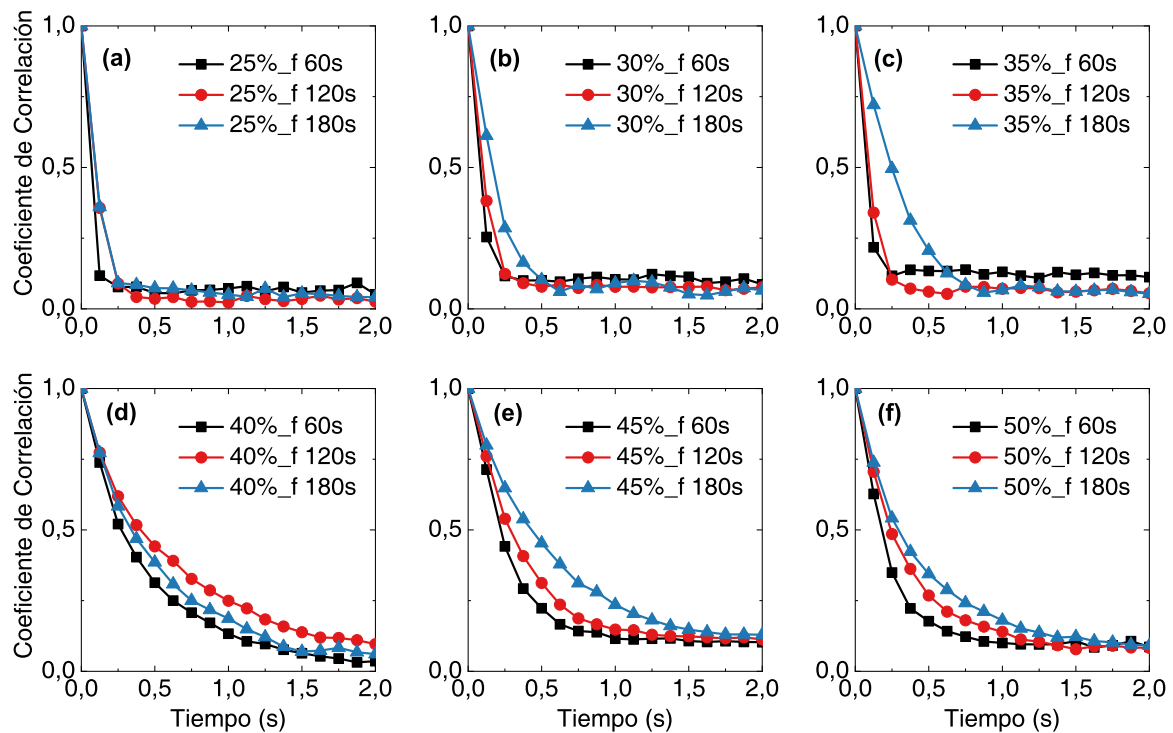 Coeficiente de Correlación
1,0
0,5
0,0
(a)
25%_f 60s
25%_f 120s
25%_f 180s
0,0 0,5 1,0 1,5 2,0
1,0
0,5
0,0
(b)
30%_f 60s
30%_f 120s
30%_f 180s
0,0 0,5 1,0 1,5 2,0
1,0
0,5
0,0
(c)
35%_f 60s
35%_f 120s
35%_f 180s
0,0 0,5 1,0 1,5 2,0
Coeficiente de Correlación
1,0
0,5
0,0
(d)
40%_f 60s
40%_f 120s
40%_f 180s
0,0 0,5 1,0 1,5 2,0
Tiempo (s)
1,0
0,5
0,0
(e)
45%_f 60s
45%_f 120s
45%_f 180s
0,0 0,5 1,0 1,5 2,0
Tiempo (s)
1,0
0,5
0,0
(f)
50%_f 60s
50%_f 120s
50%_f 180s
0,0 0,5 1,0 1,5 2,0
Tiempo (s)